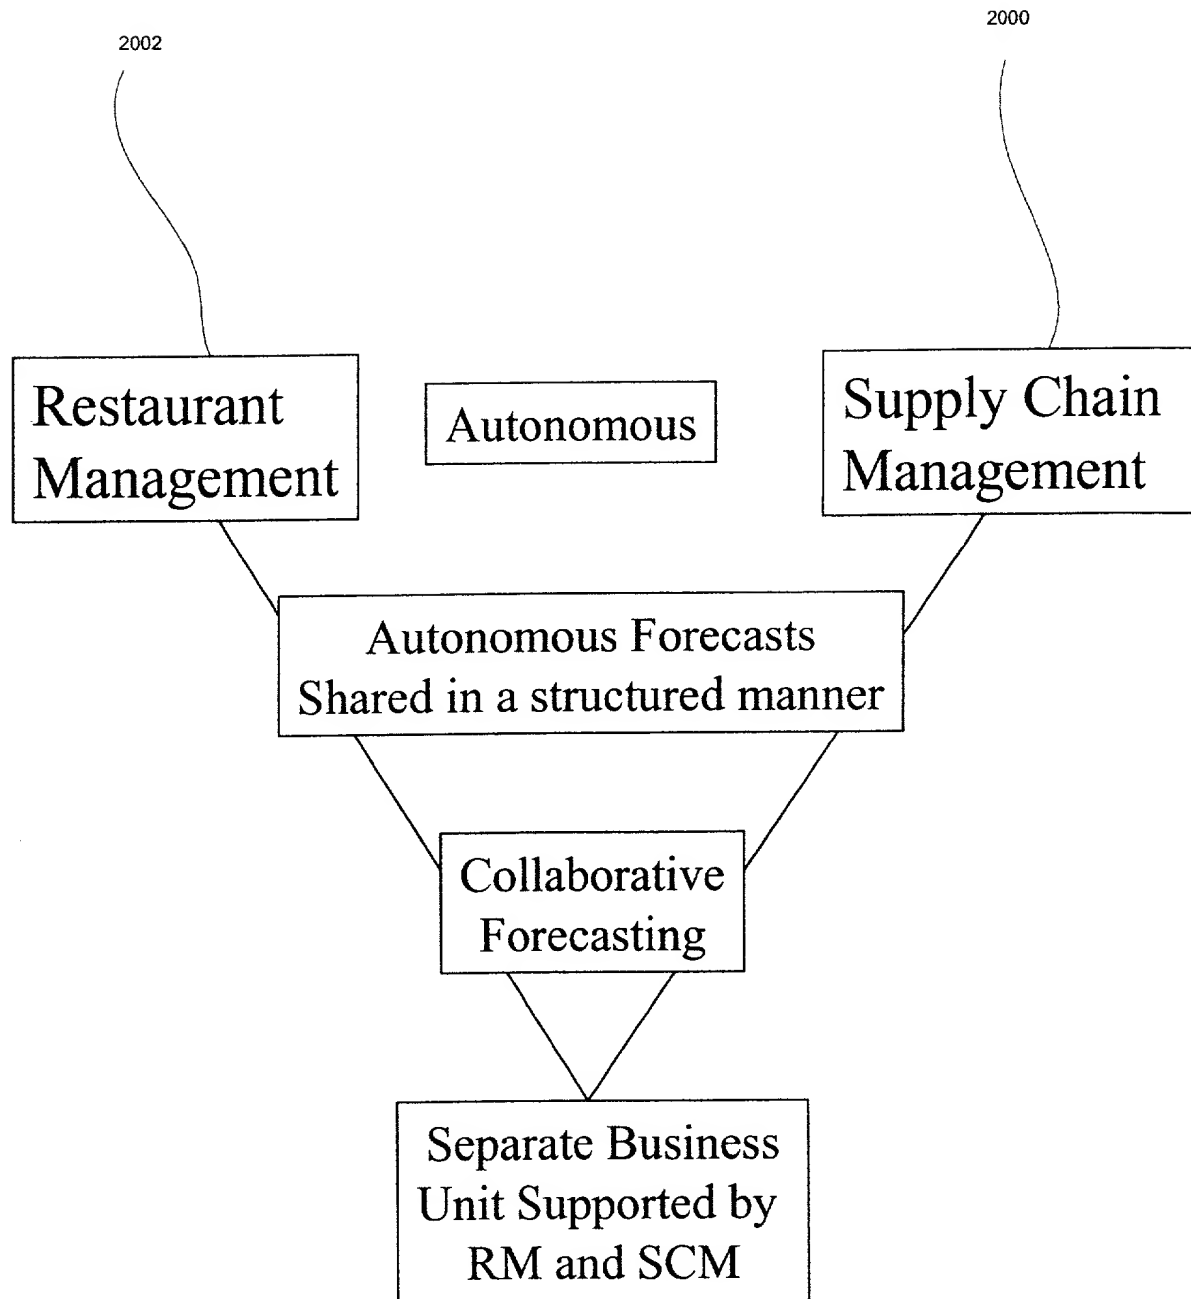 2002
2000
Restaurant
Management
Autonomous
Supply Chain
Management
Autonomous Forecasts
Shared in a structured manner
Collaborative
Forecasting
Separate Business
Unit Supported by
RM and SCM